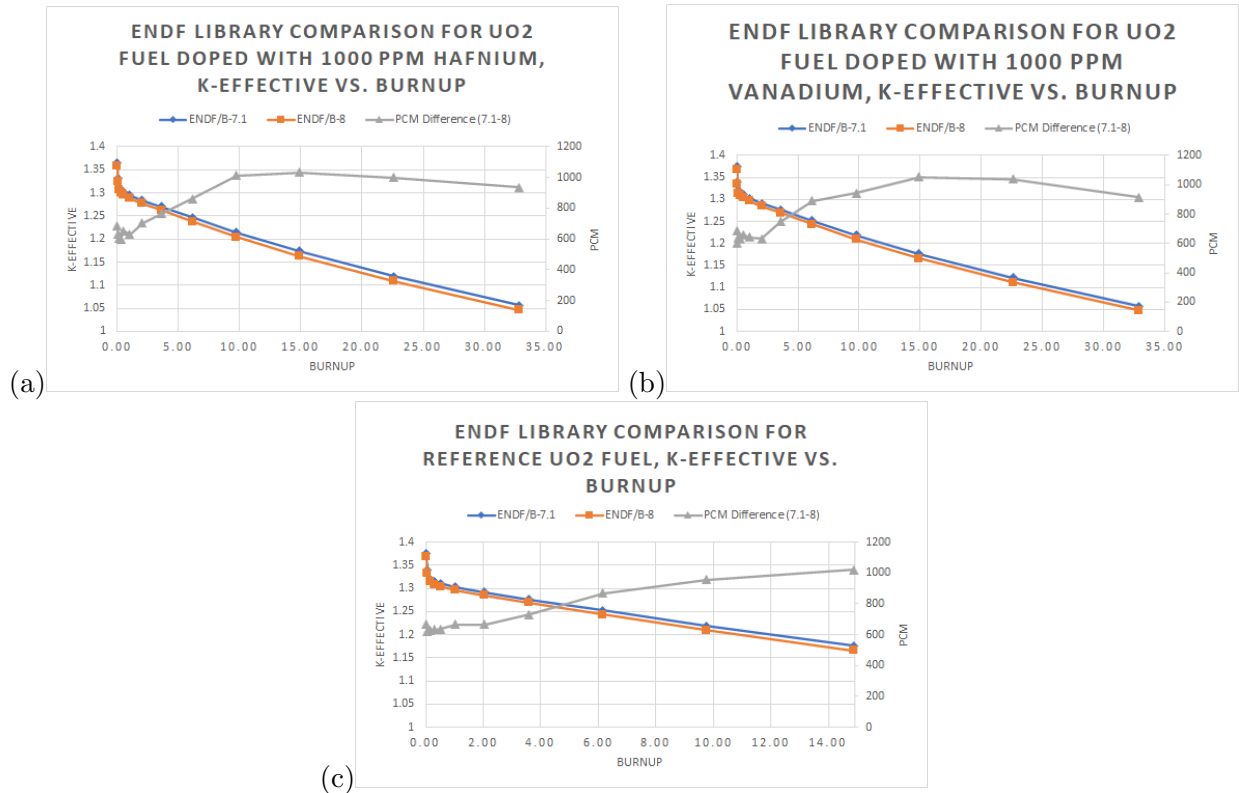 ENDF LIBRARY COMPARISON FOR UO2
FUEL DOPED WITH 1000 PPM HAFNIUM,
K-EFFECTIVE VS. BURNUP
ENDF/B-7.1 ENDF/B-8 PCM Difference (7.1-8)
1.4 1200
1.35 1000
1.3 800
1.25
1.2 600
1.15 400
1.1
1.05 200
1 0
K-EFFECTIVE
PCM
0.00 5.00 10.00 15.00 20.00 25.00 30.00 35.00
BURNUP
(a)
ENDF LIBRARY COMPARISON FOR UO2
FUEL DOPED WITH 1000 PPM
VANADIUM, K-EFFECTIVE VS. BURNUP
ENDF/B-7.1 ENDF/B-8 PCM Difference (7.1-8)
1.4 1200
1.35 1000
1.3 800
1.25
1.2 600
1.15 400
1.1
1.05 200
1 0
K-EFFECTIVE
PCM
0.00 5.00 10.00 15.00 20.00 25.00 30.00 35.00
BURNUP
(b)
ENDF LIBRARY COMPARISON FOR
REFERENCE UO2 FUEL, K-EFFECTIVE VS.
BURNUP
ENDF/B-7.1 ENDF/B-8 PCM Difference (7.1-8)
1.4 1200
1.35 1000
1.3 800
1.25
1.2 600
1.15 400
1.1
1.05 200
1 0
K-EFFECTIVE
PCM
0.00 2.00 4.00 6.00 8.00 10.00 12.00 14.00
BURNUP
(c)